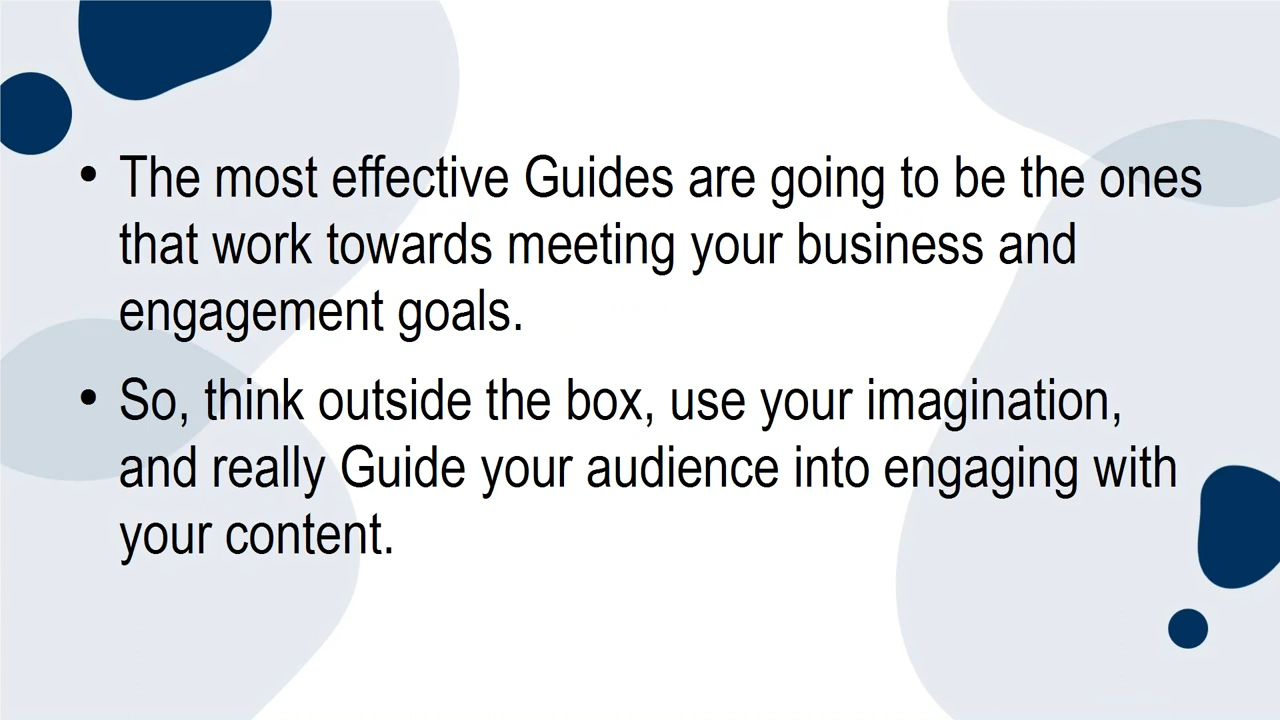 • The most effective Guides are going to be the ones
that work towards meeting your business and
engagement goals.
• So, think outside the box, use your imagination,
and really Guide your audience into engaging with
your content.